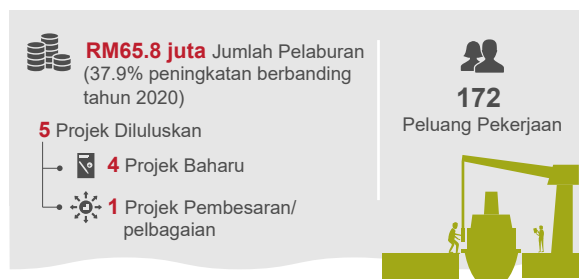 RM65.8 juta Jumlah Pelaburan
(37.9% peningkatan berbanding
tahun 2020)
5 Projek Diluluskan
4 Projek Baharu
1 Projek Pembesaran/
pelbagaian
172
Peluang Pekerjaan